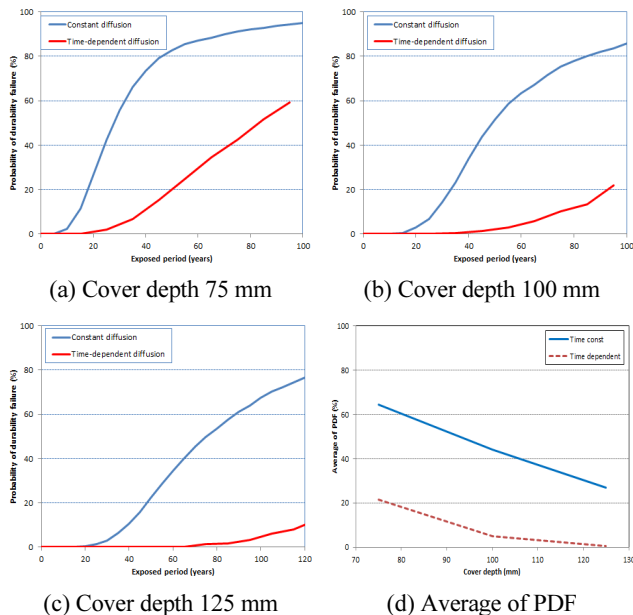 100
80
60
40
20
0
Probability of durability failure (%)
Constant diffusion
Time-dependent diffusion
0 20 40 60 80 100
Exposed period (years)
(a) Cover depth 75 mm
100
80
60
40
20
0
Probability of durability failure (%)
Constant diffusion
Time-dependent diffusion
0 20 40 60 80 100
Exposed period (years)
(b) Cover depth 100 mm
100
80
60
40
20
0
Probability of durability failure (%)
Constant diffusion
Time-dependent diffusion
0 20 40 60 80 100 120
Exposed period (years)
(c) Cover depth 125 mm
100
80
60
40
20
0
Average of PDF (%)
Time const
Time dependent
70 80 90 100 110 120 130
Cover depth (mm)
(d) Average of PDF